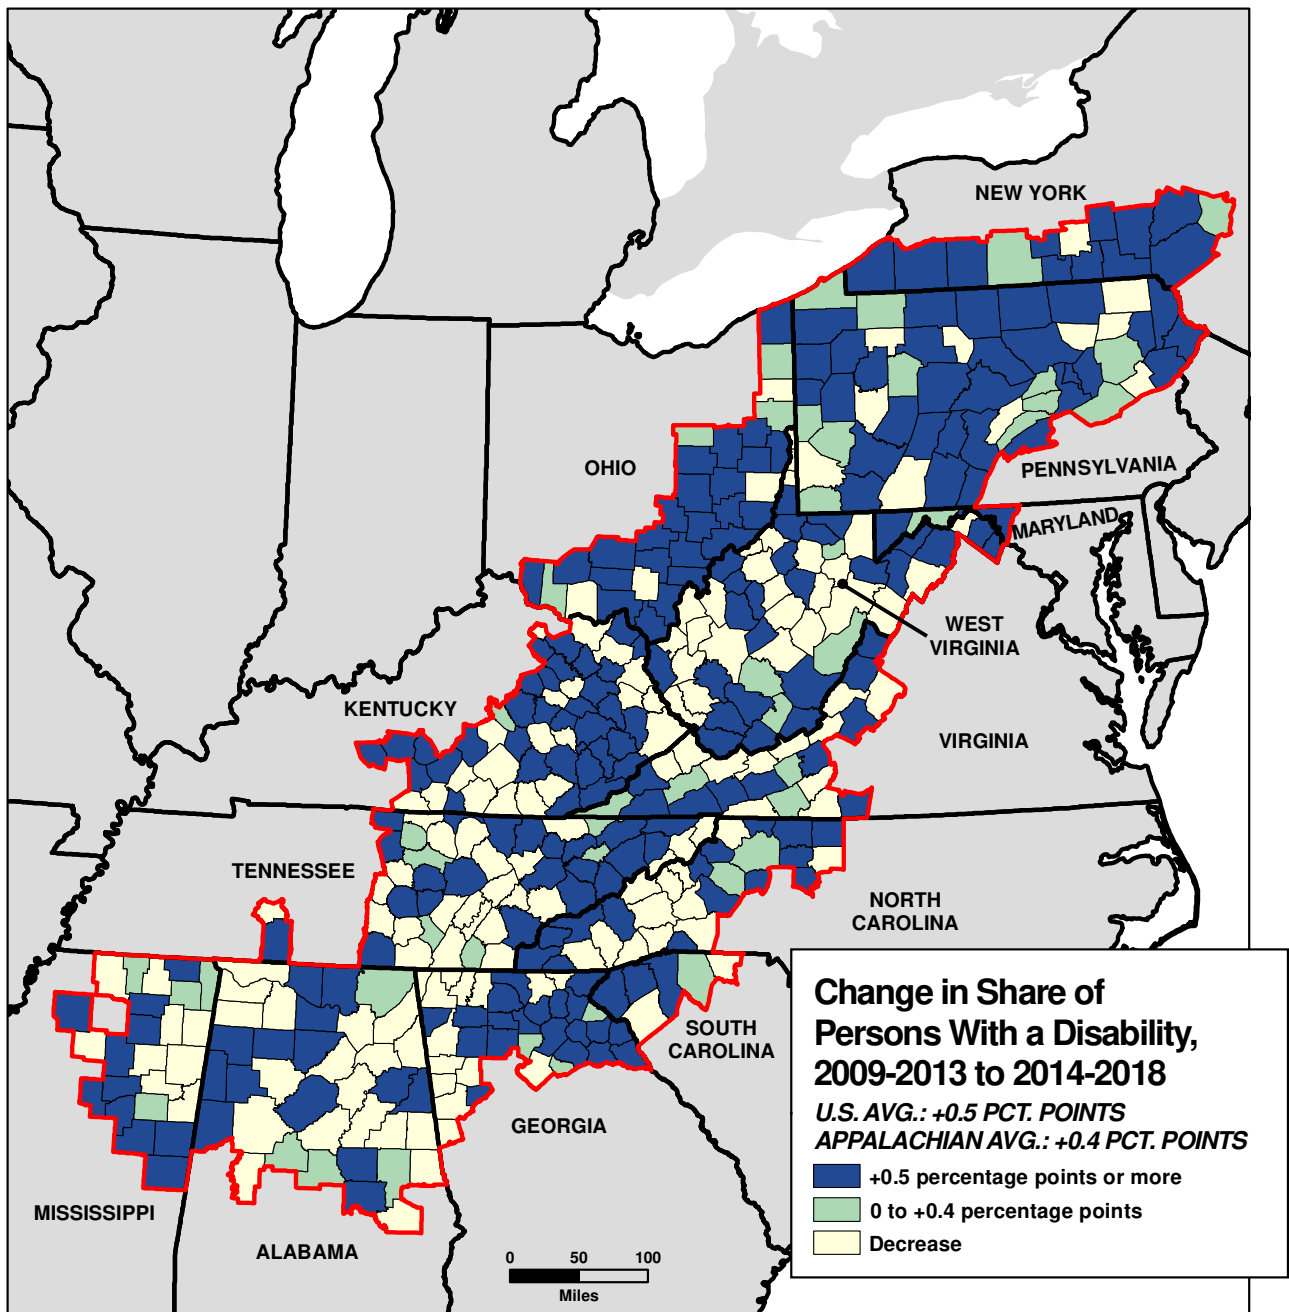 NEW YORK
OHIO
PENNSYLVANIA
MARYLAND
WEST
VIRGINIA
KENTUCKY
VIRGINIA
TENNESSEE
NORTH
CAROLINA
SOUTH
CAROLINA
GEORGIA
MISSISSIPPI
ALABAMA
0 50 100
Miles
Change in Share of
Persons With a Disability,
2009-2013 to 2014-2018
U.S. AVG.: +0.5 PCT. POINTS
APPALACHIAN AVG.: +0.4 PCT. POINTS
+0.5 percentage points or more
0 to +0.4 percentage points
Decrease